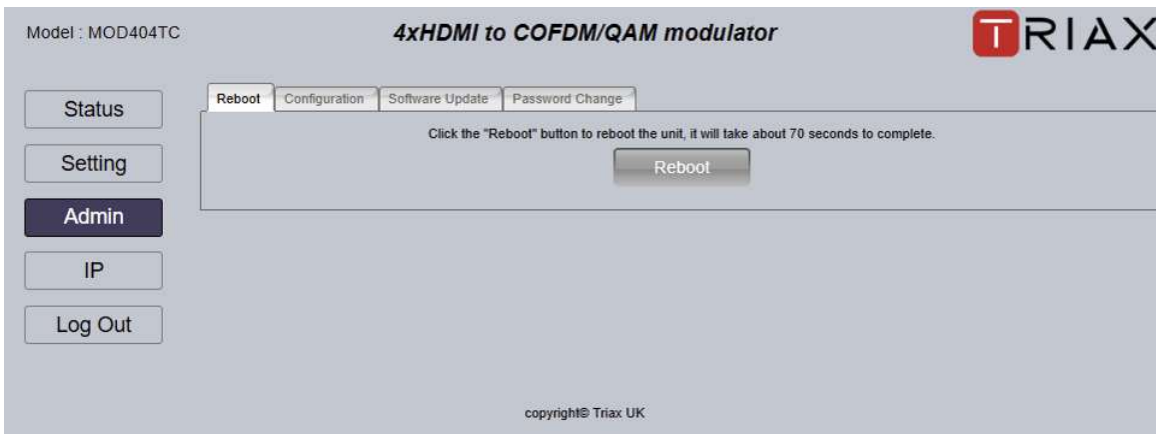 Model : MOD404TC
4xHDMI to COFDM/QAM modulator
TRIAX
Status
Setting
Admin
IP
Log Out
Reboot Configuration Software Update Password Change
Click the "Reboot" button to reboot the unit, it will take about 70 seconds to complete.
Reboot
copyright© Triax UK